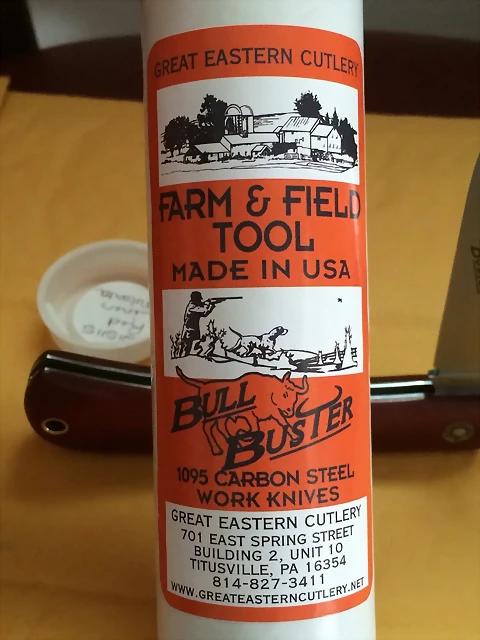 GREAT EASTERN CUTLERY
FARM & FIELD
TOOL
MADE IN USA
BULL
BUSTER
1095 CARBON STEEL
WORK KNIVES
GREAT EASTERN CUTLERY
701 EAST SPRING STREET
BUILDING 2, UNIT 10
TITUSVILLE, PA 16354
814-827-3411
WWW.GREATEASTERNCUTLERY.NET